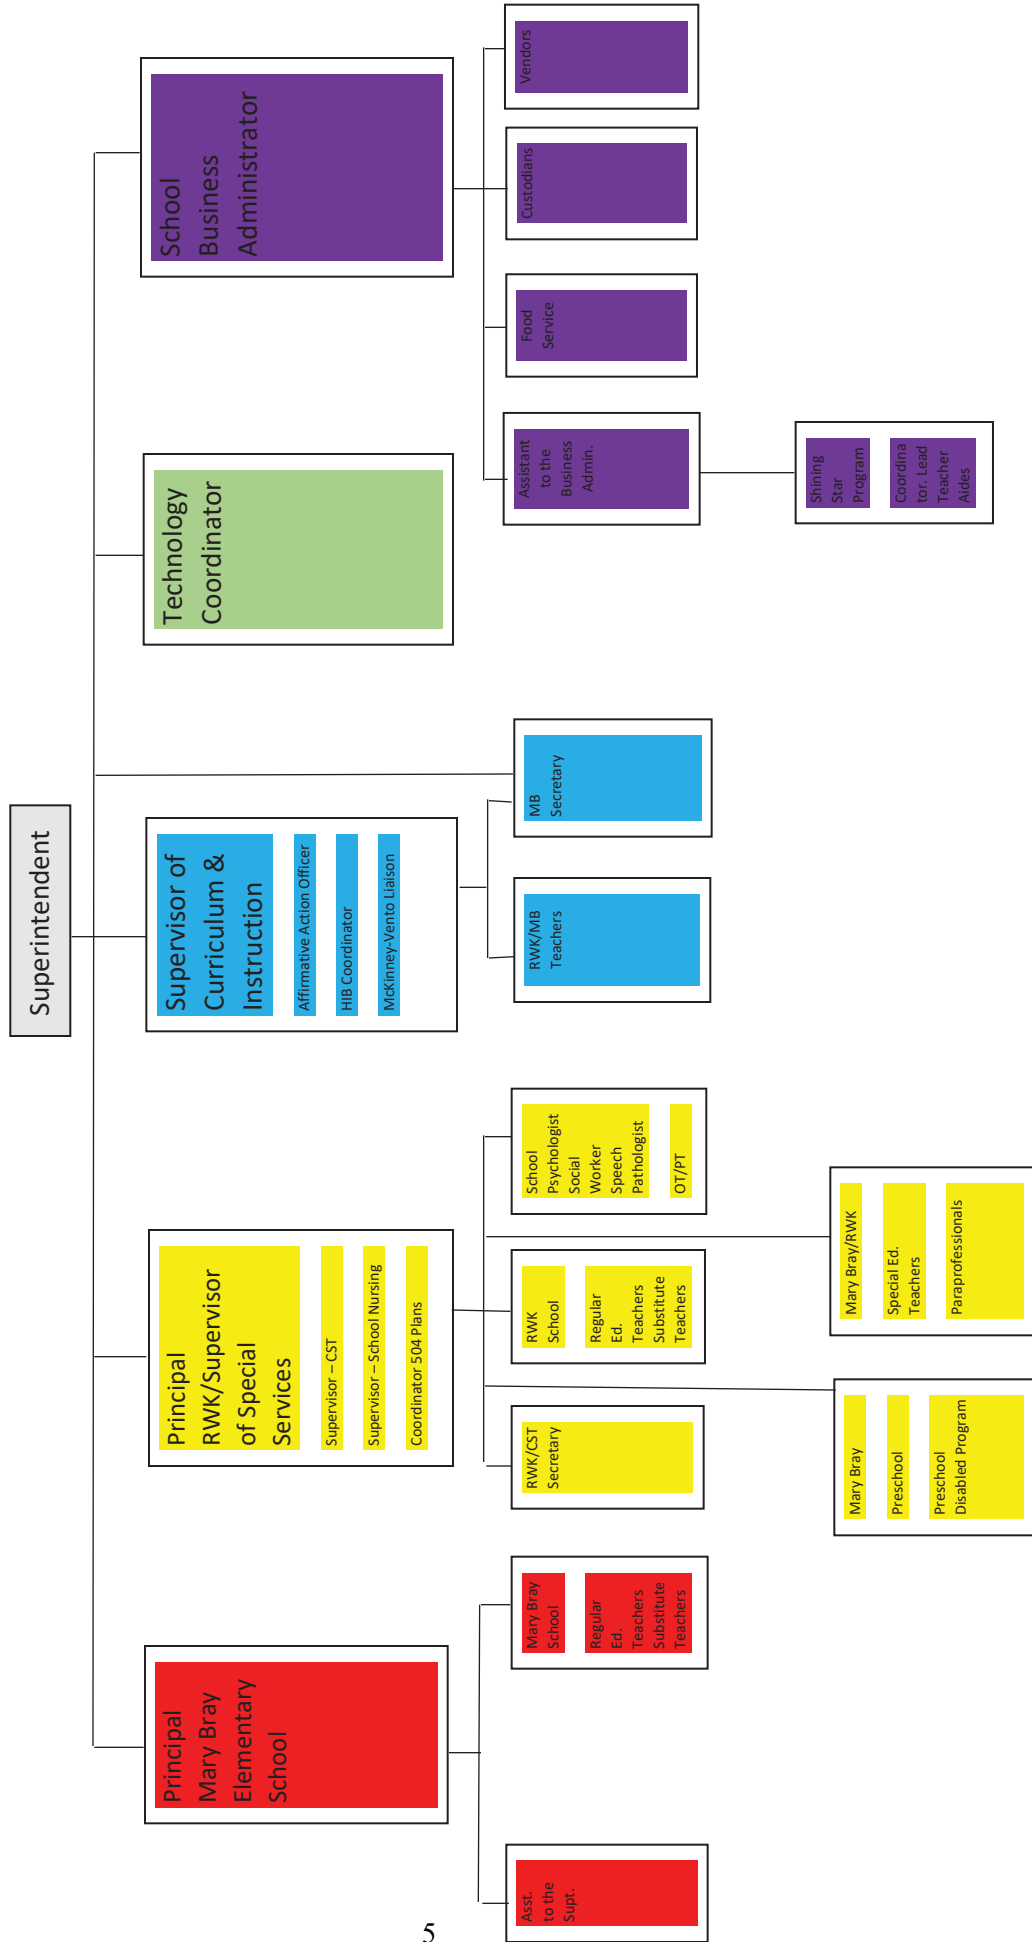 Superintendent
Principal
Mary Bray
Elementary
School
Principal
RWK/Supervisor
of Special
Services
Supervisor – CST
Supervisor – School Nursing
Coordinator 504 Plans
Supervisor of
Curriculum &
Instruction
Affirmative Action Officer
HIB Coordinator
McKinney-Vento Liaison
Technology
Coordinator
School
Business
Administrator
Asst.
to the
Supt.
Mary Bray
School
Regular
Ed.
Teachers
Substitute
Teachers
RWK/CST
Secretary
RWK
School
Regular
Ed.
Teachers
Substitute
Teachers
School
Psychologist
Social
Worker
Speech
Pathologist
OT/PT
RWK/MB
Teachers
MB
Secretary
Assistant
to the
Business
Admin.
Food
Service
Custodians
Vendors
Mary Bray
Preschool
Preschool
Disabled Program
Mary Bray/RWK
Special Ed.
Teachers
Paraprofessionals
Shining
Star
Program
Coordina
tor. Lead
Teacher
Aides
5